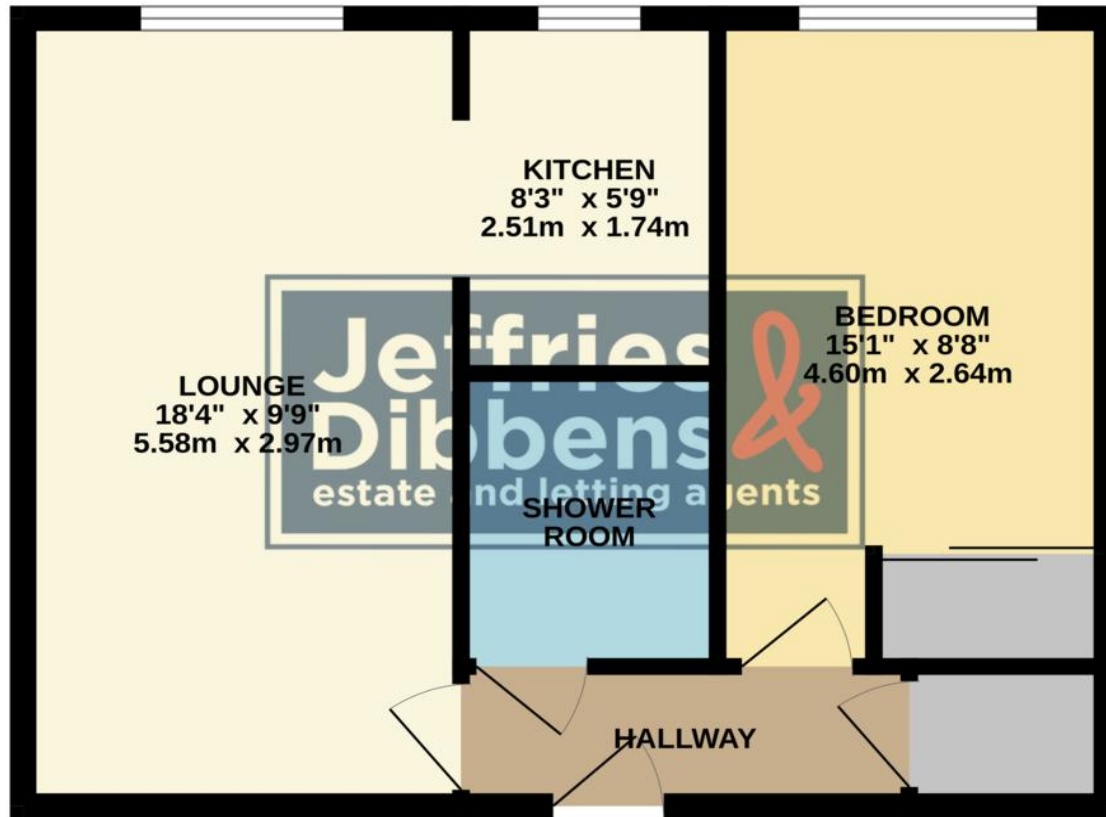 KITCHEN
8'3" x 5'9"
2.51m x 1.74m
BEDROOM
15'1" x 8'8"
4.60m x 2.64m
LOUNGE
18'4" x 9'9"
5.58m x 2.97m
Jeffries &
Dibbens
estate and letting agents
SHOWER
ROOM
HALLWAY